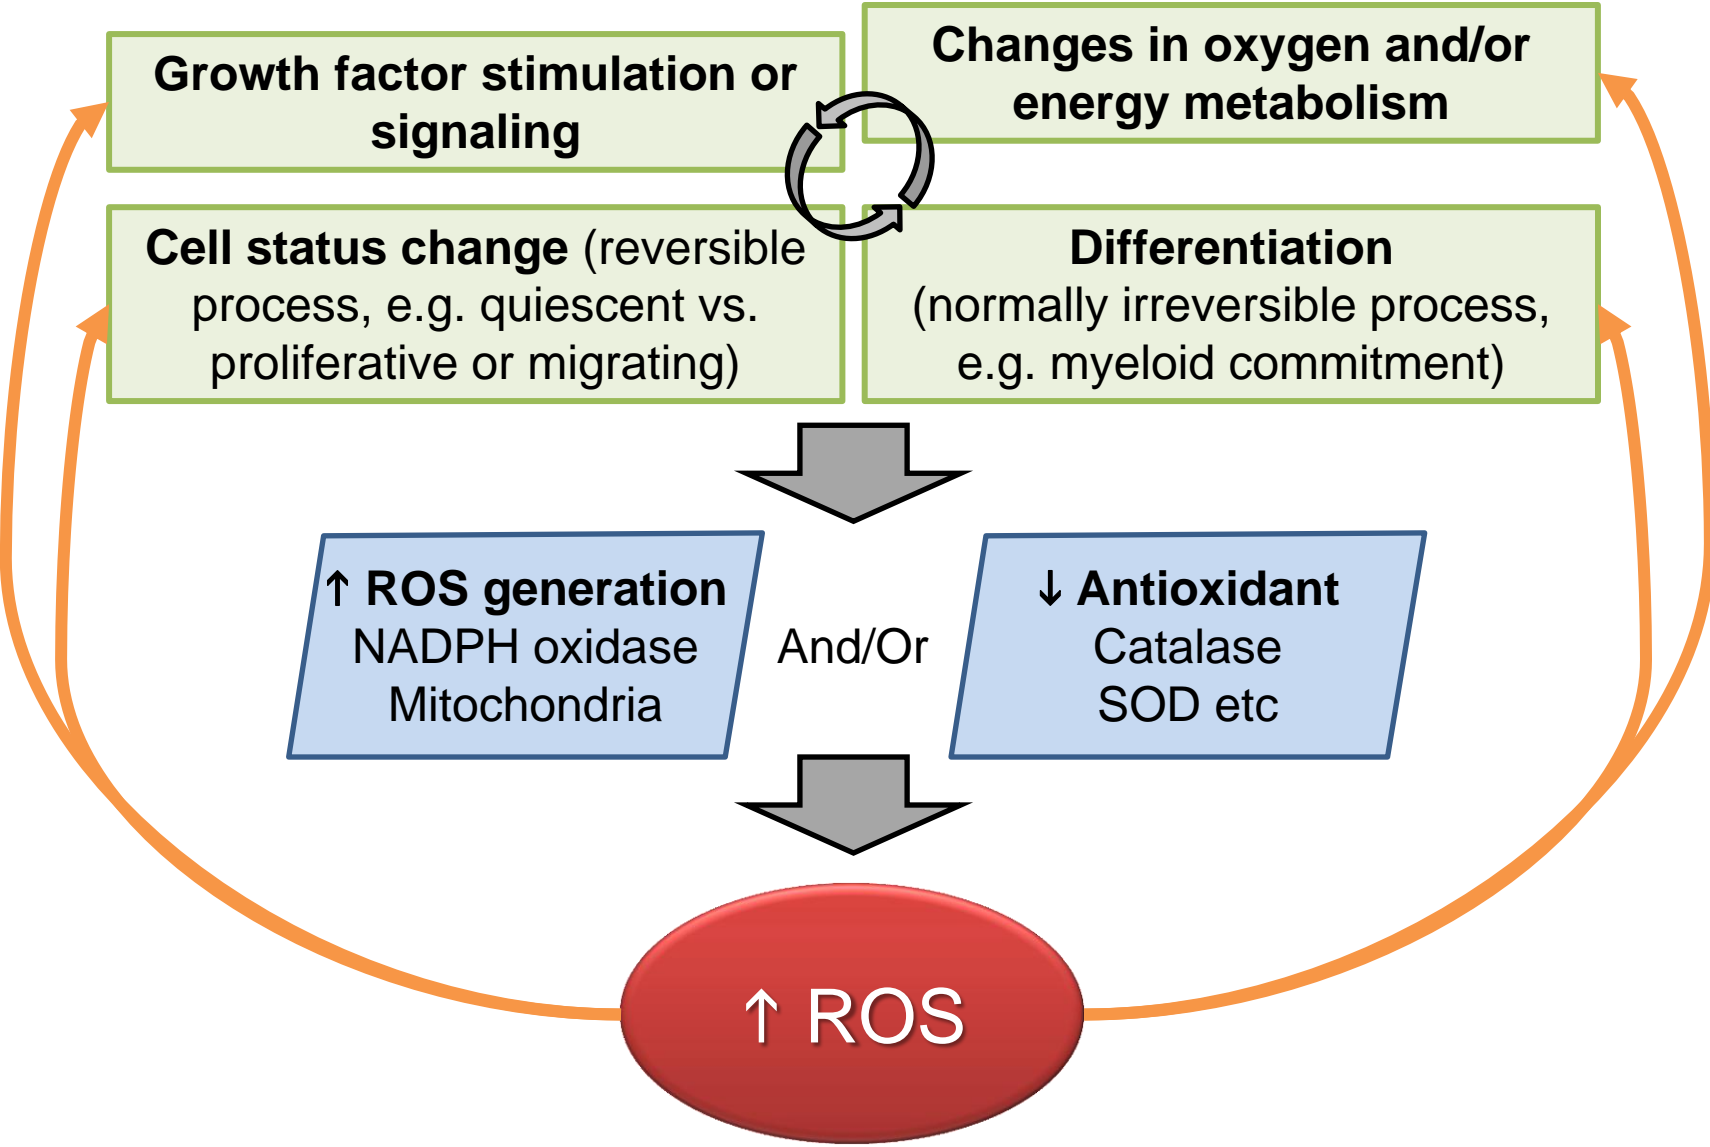 Growth factor stimulation or
signaling
Changes in oxygen and/or
energy metabolism
Cell status change (reversible
process, e.g. quiescent vs.
proliferative or migrating)
Differentiation
(normally irreversible process,
e.g. myeloid commitment)
↑ ROS generation
NADPH oxidase
Mitochondria
And/Or
↓ Antioxidant
Catalase
SOD etc
↑ ROS